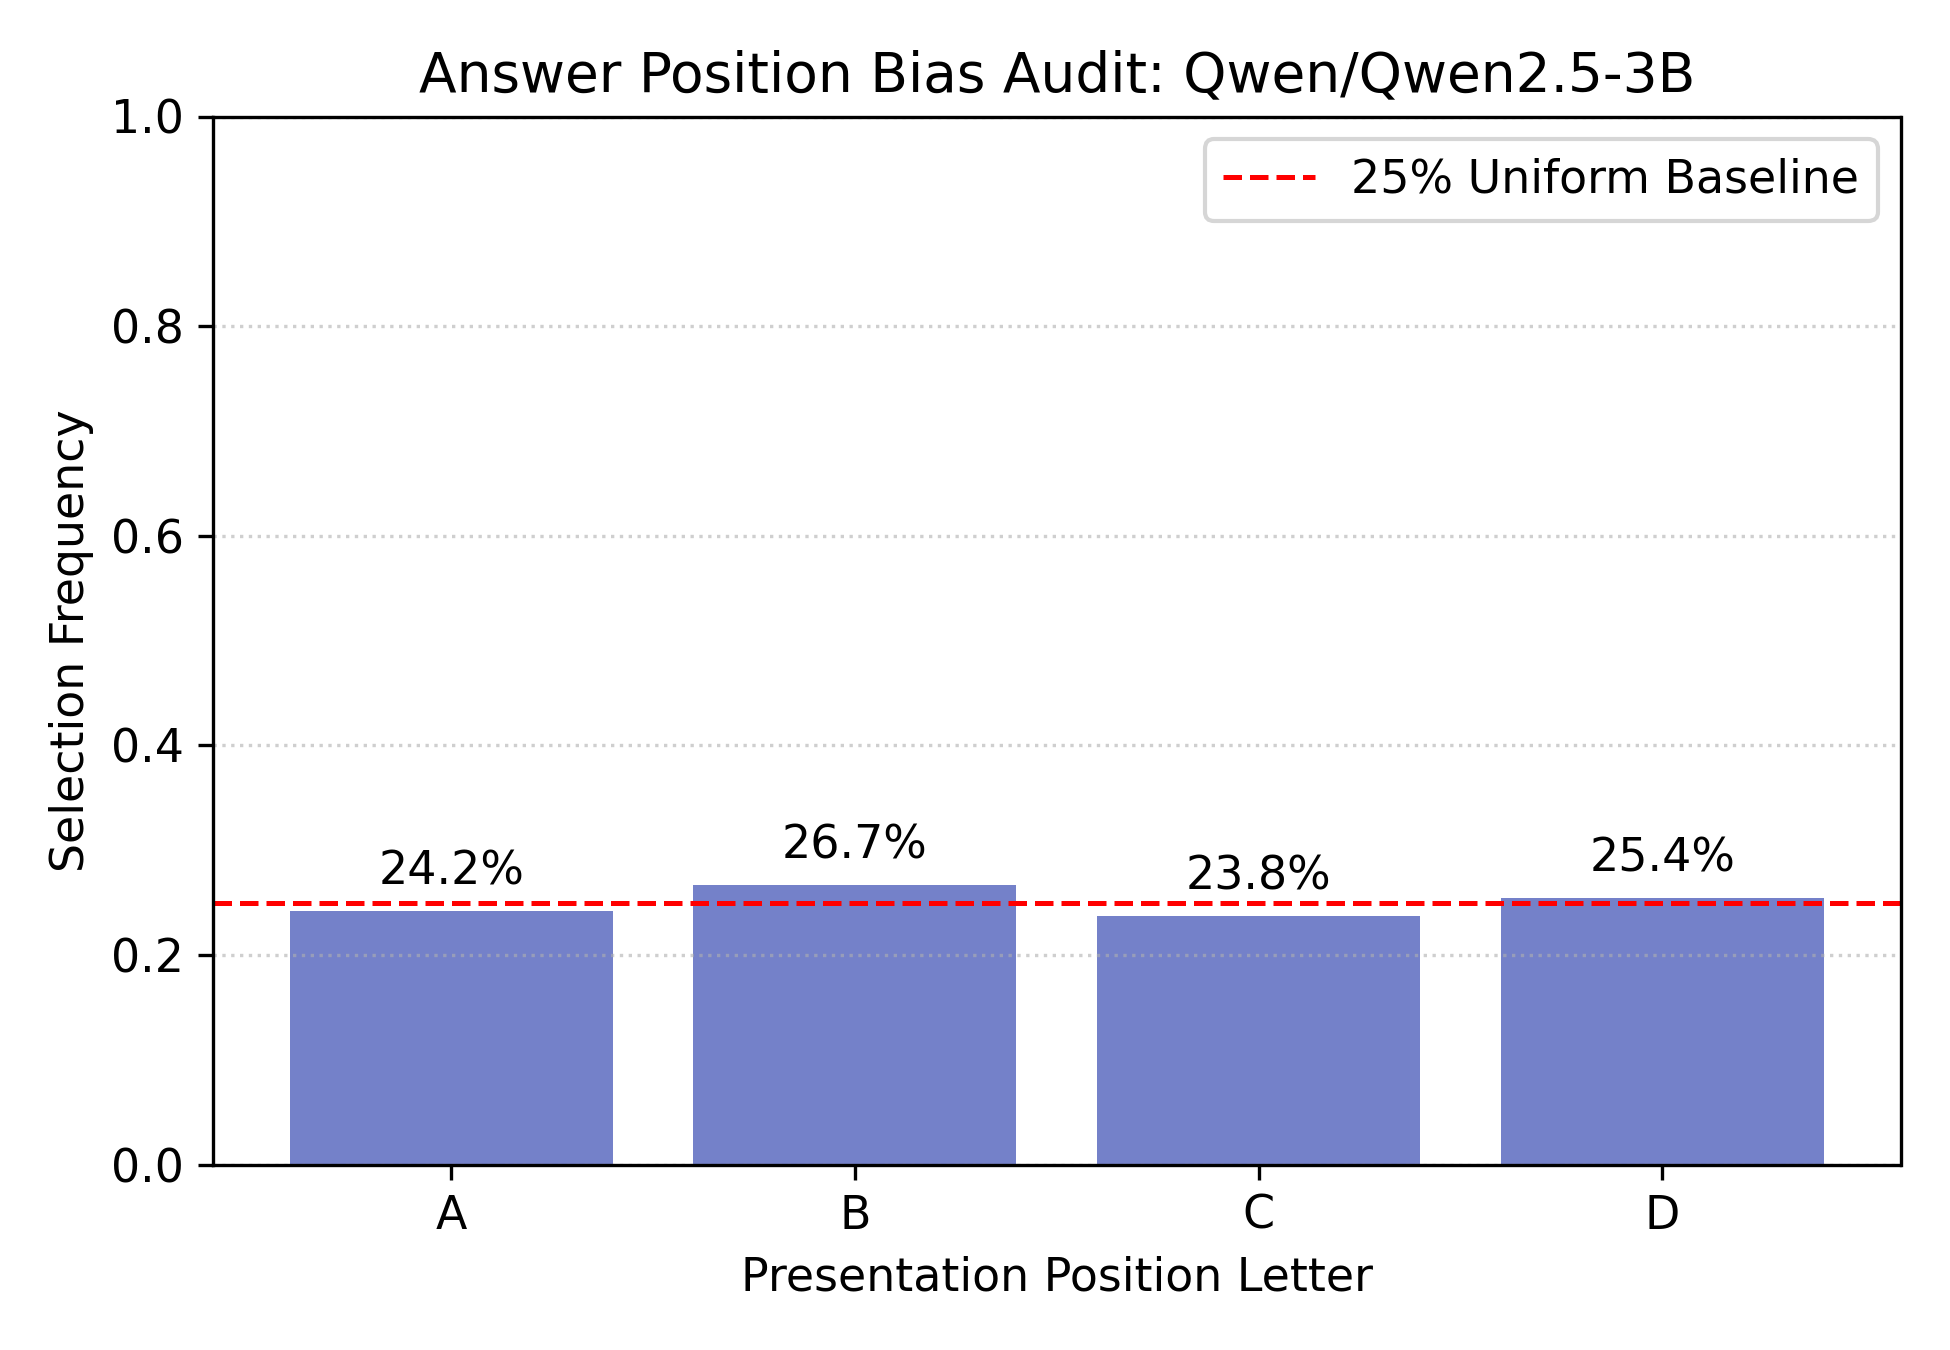 Answer Position Bias Audit: Qwen/Qwen2.5-3B
25% Uniform Baseline
Selection Frequency
1.0
0.8
0.6
0.4
0.2
0.0
24.2%
26.7%
23.8%
25.4%
A
B
C
D
Presentation Position Letter